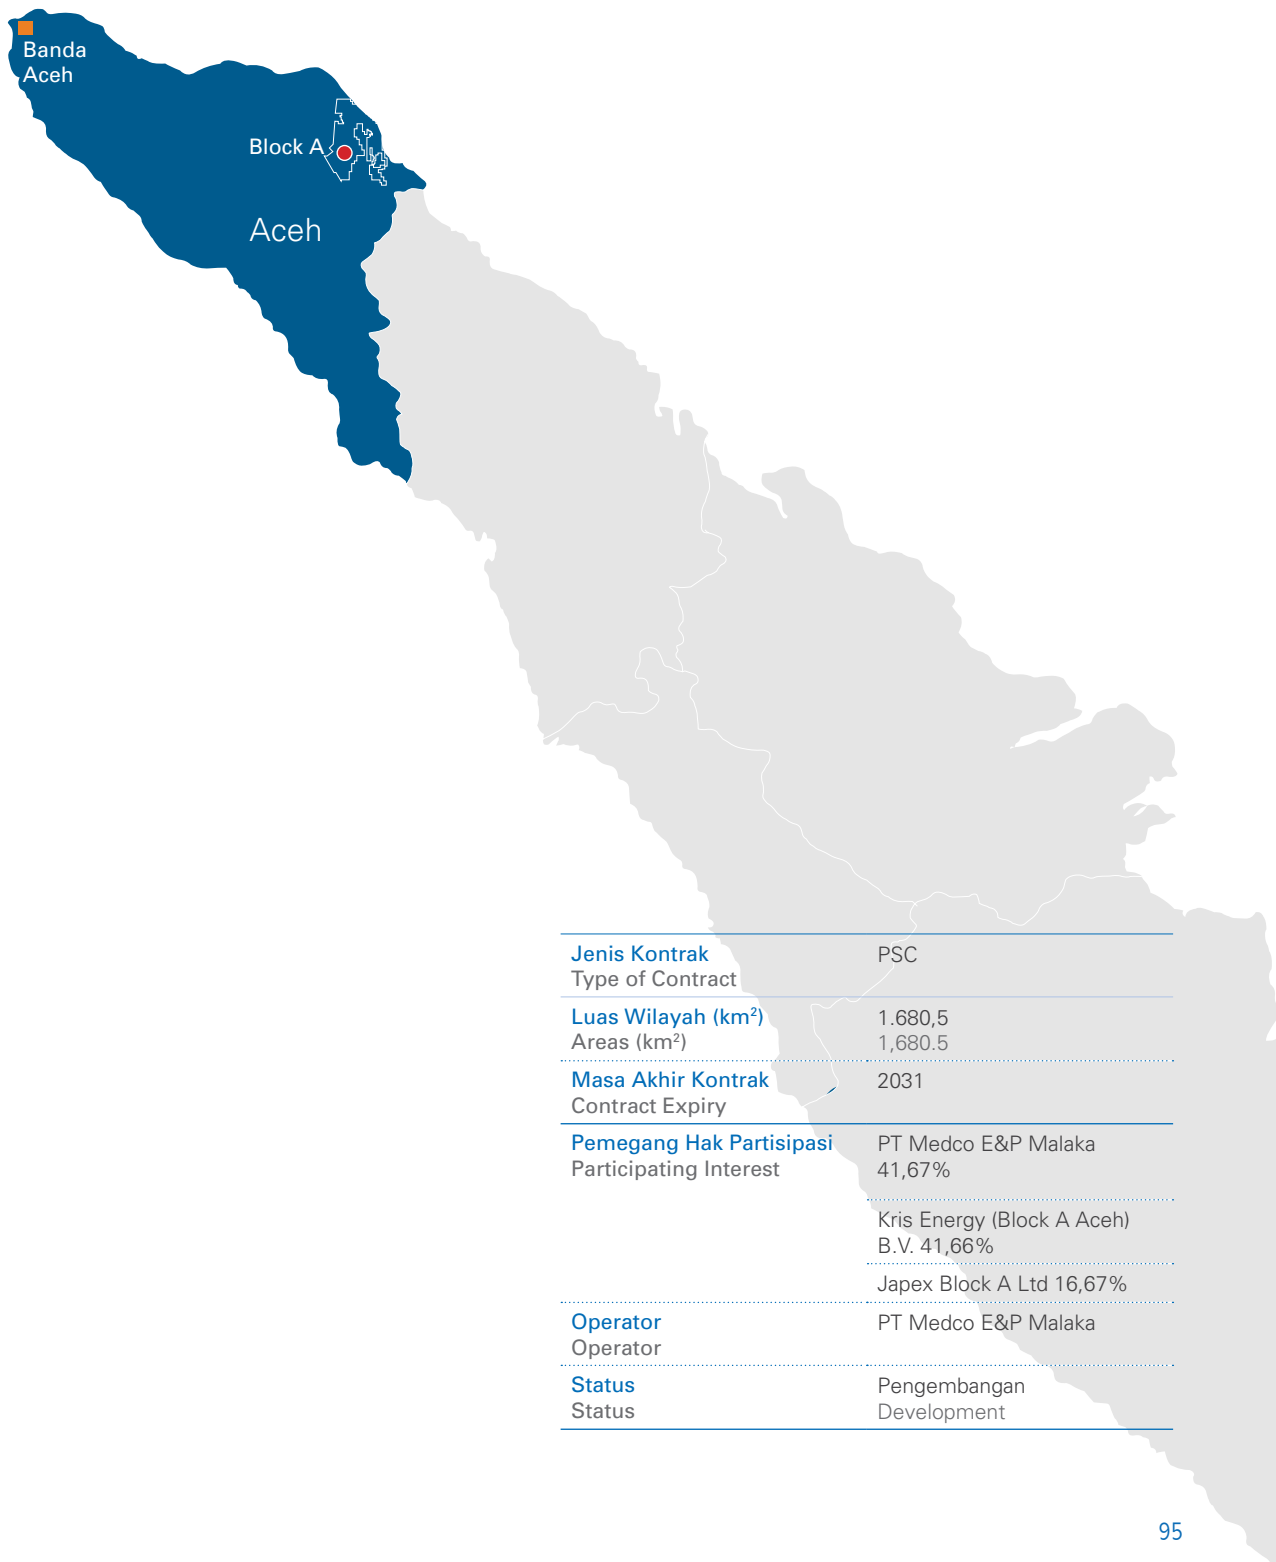 Banda
Aceh
Block A
Aceh
Jenis Kontrak
Type of Contract
PSC
Luas Wilayah (km²)
Areas (km²)
1.680,5
1,680.5
Masa Akhir Kontrak
Contract Expiry
2031
Pemegang Hak Partisipasi
Participating Interest
PT Medco E&P Malaka
41,67%
Kris Energy (Block A Aceh)
B.V. 41,66%
Japex Block A Ltd 16,67%
Operator
Operator
PT Medco E&P Malaka
Status
Status
Pengembangan
Development
95